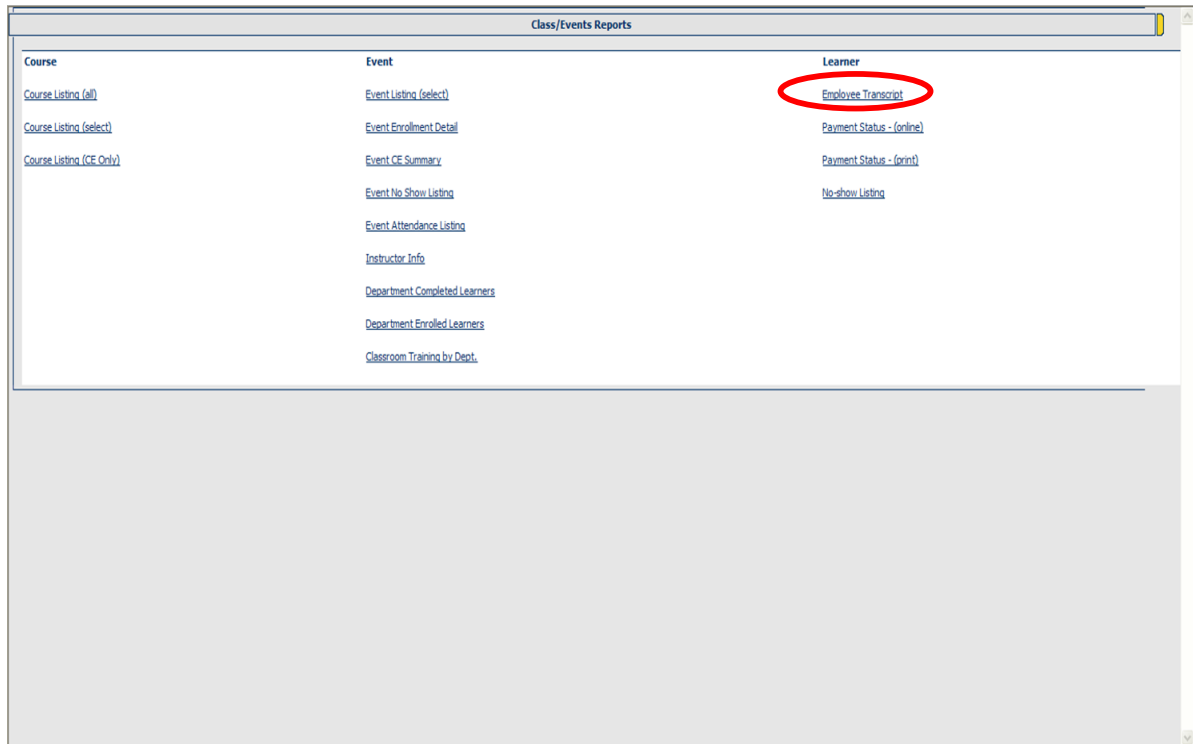 Class/Events Reports
Course Event Learner
Course Listing (all) Event Listing (select) Employee Transcript
Course Listing (select) Event Enrollment Detail Payment Status - (online)
Course Listing (CE Only) Event CE Summary Payment Status - (print)
Event No Show Listing No-show Listing
Event Attendance Listing
Instructor Info
Department Completed Learners
Department Enrolled Learners
Classroom Training by Dept.